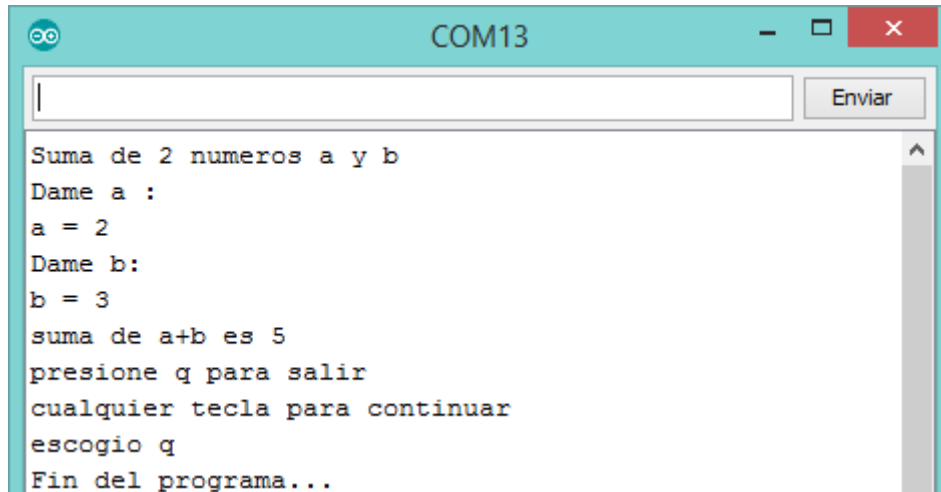 COM13
Enviar
Suma de 2 numeros a y b
Dame a :
a = 2
Dame b:
b = 3
suma de a+b es 5
presione q para salir
cualquier tecla para continuar
escogio q
Fin del programa...